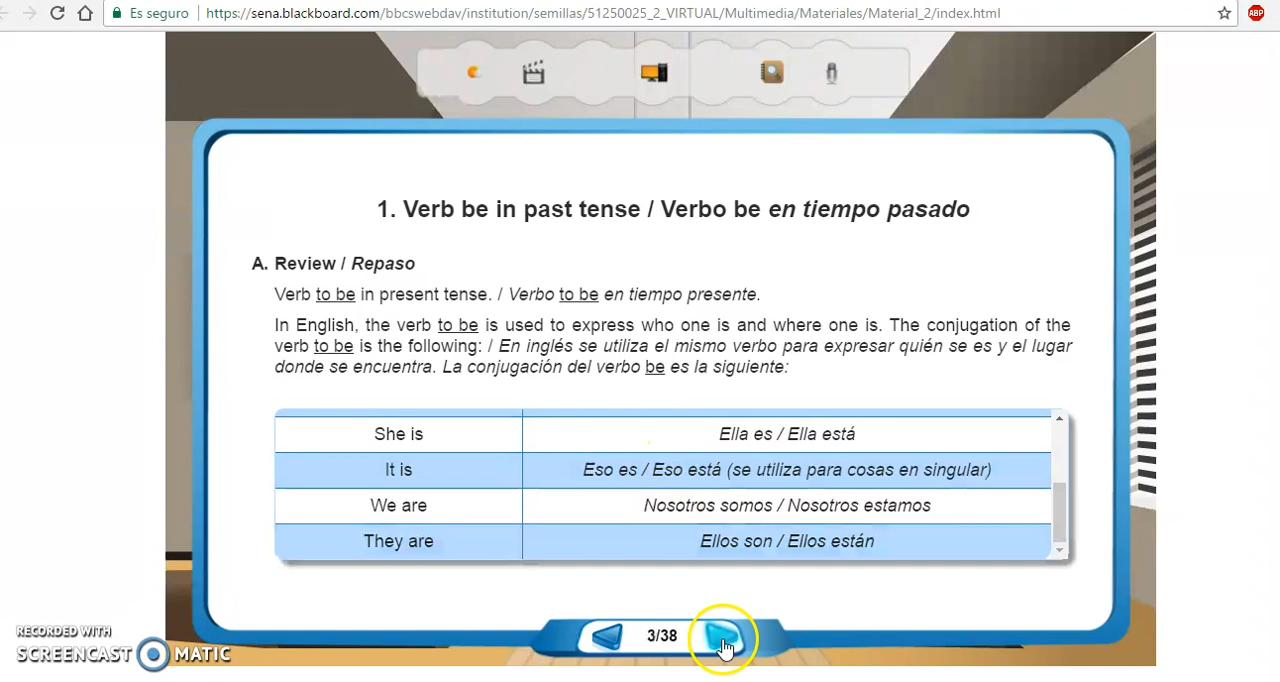 Es seguro
https://sena.blackboard.com/bbcswebdav/institution/semillas/51250025_2_VIRTUAL/Multimedia/Materiales/Material_2/index.html
ABP
1. Verb be in past tense / Verbo be en tiempo pasado
A. Review / Repaso
Verb to be in present tense. / Verbo to be en tiempo presente.
In English, the verb to be is used to express who one is and where one is. The conjugation of the
verb to be is the following: / En inglés se utiliza el mismo verbo para expresar quién se es y el lugar
donde se encuentra. La conjugación del verbo be es la siguiente:
She is Ella es / Ella está
It is Eso es / Eso está (se utiliza para cosas en singular)
We are Nosotros somos / Nosotros estamos
They are Ellos son / Ellos están
3/38
RECORDED WITH
SCREENCAST MATIC